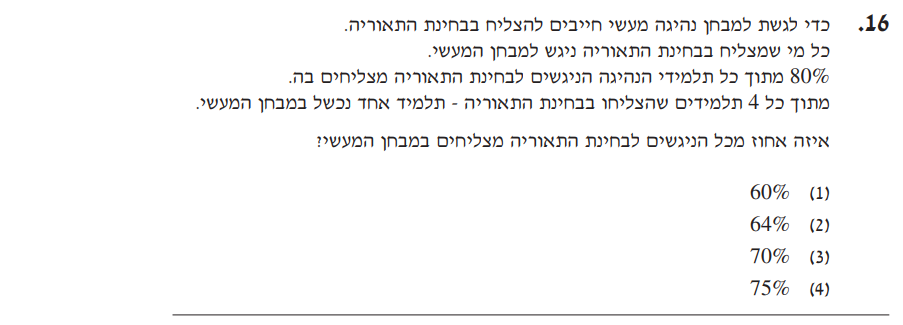 16. כדי לגשת למבחן נהיגה מעשי חייבים להצליח בבחינת התאוריה.
כל מי שמצליח בבחינת התאוריה ניגש למבחן המעשי.
80% מתוך כל תלמידי הנהיגה הניגשים לבחינת התאוריה מצליחים בה.
מתוך כל 4 תלמידים שהצליחו בבחינת התאוריה - תלמיד אחד נכשל במבחן המעשי.
איזה אחוז מכל הניגשים לבחינת התאוריה מצליחים במבחן המעשי?
(1) 60%
(2) 64%
(3) 70%
(4) 75%